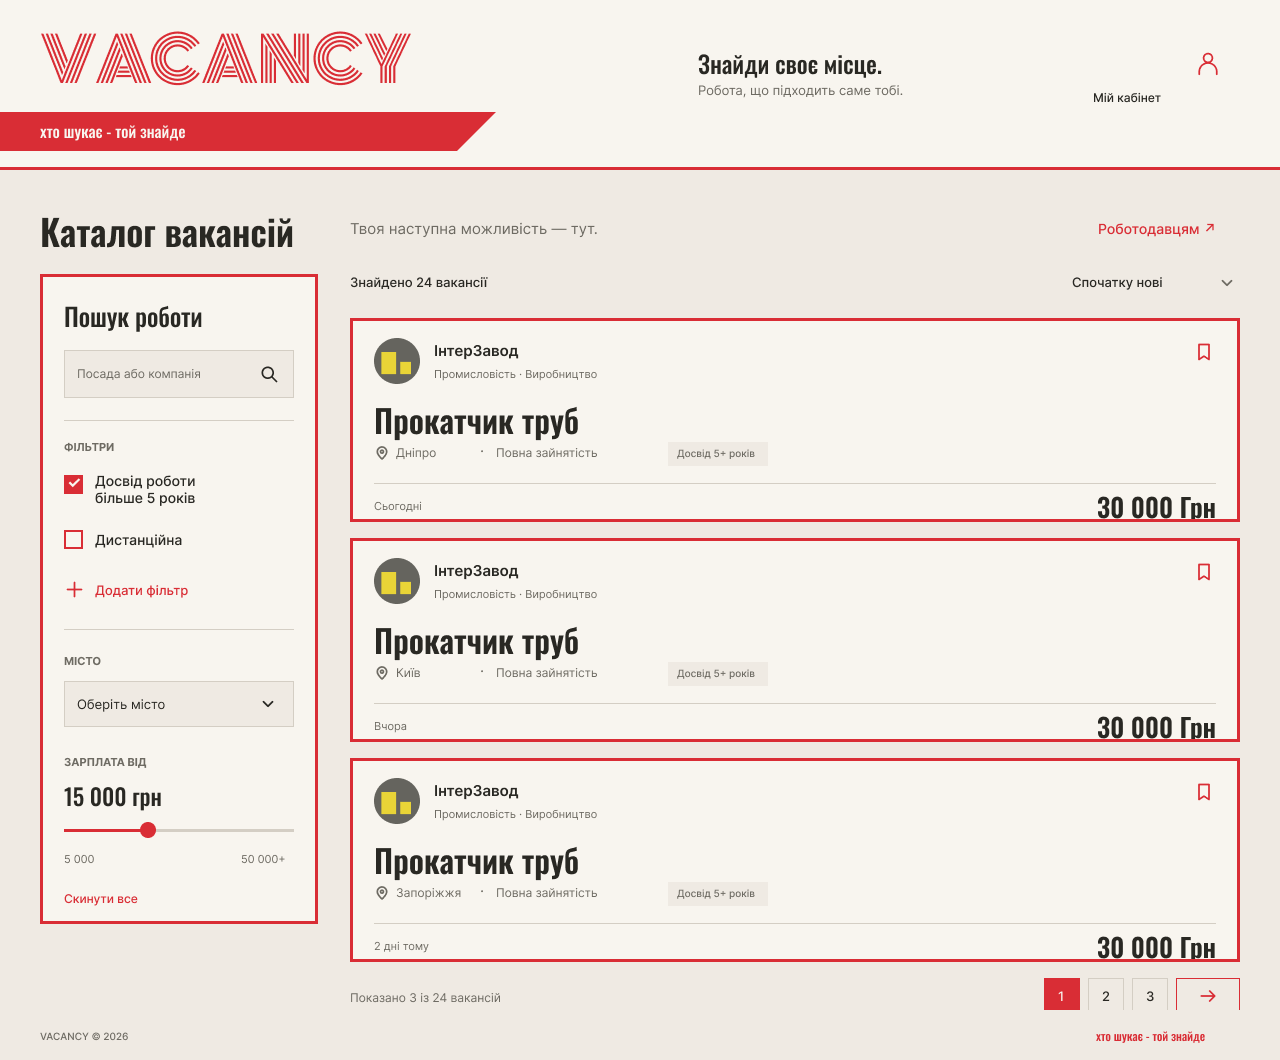 VACANCY
Знайди своє місце.
Робота, що підходить саме тобі.
Мій кабінет
хто шукає - той знайде
Каталог вакансій
Твоя наступна можливість — тут.
Роботодавцям ↗
Пошук роботи
Посада або компанія
ФІЛЬТРИ
Досвід роботи
більше 5 років
Дистанційна
Додати фільтр
МІСТО
Оберіть місто
ЗАРПЛАТА ВІД
15 000 грн
5 000 50 000+
Скинути все
Знайдено 24 вакансії
Спочатку нові
ІнтерЗавод
Промисловість · Виробництво
Прокатчик труб
Дніпро · Повна зайнятість Досвід 5+ років
Сьогодні 30 000 Грн
ІнтерЗавод
Промисловість · Виробництво
Прокатчик труб
Київ · Повна зайнятість Досвід 5+ років
Вчора 30 000 Грн
ІнтерЗавод
Промисловість · Виробництво
Прокатчик труб
Запоріжжя · Повна зайнятість Досвід 5+ років
2 дні тому 30 000 Грн
Показано 3 із 24 вакансій
1 2 3 →
VACANCY © 2026
хто шукає - той знайде